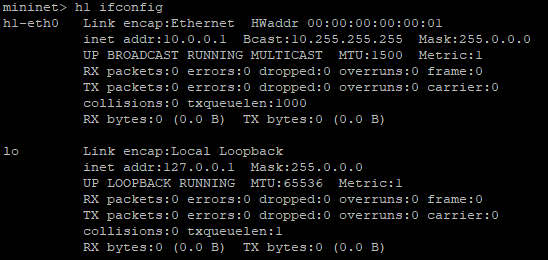 mininet> h1 ifconfig
h1-eth0   Link encap:Ethernet  HWaddr 00:00:00:00:00:01
          inet addr:10.0.0.1  Bcast:10.255.255.255  Mask:255.0.0.0
          UP BROADCAST RUNNING MULTICAST  MTU:1500  Metric:1
          RX packets:0 errors:0 dropped:0 overruns:0 frame:0
          TX packets:0 errors:0 dropped:0 overruns:0 carrier:0
          collisions:0 txqueuelen:1000
          RX bytes:0 (0.0 B)  TX bytes:0 (0.0 B)

lo        Link encap:Local Loopback
          inet addr:127.0.0.1  Mask:255.0.0.0
          UP LOOPBACK RUNNING  MTU:65536  Metric:1
          RX packets:0 errors:0 dropped:0 overruns:0 frame:0
          TX packets:0 errors:0 dropped:0 overruns:0 carrier:0
          collisions:0 txqueuelen:1
          RX bytes:0 (0.0 B)  TX bytes:0 (0.0 B)